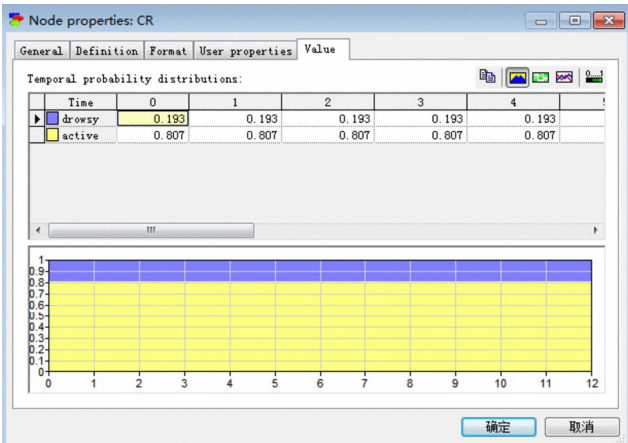 Node properties: CR
General Definition Format User properties Value
Temporal probability distributions:
Time 0 1 2 3 4
drowsy 0.193 0.193 0.193 0.193 0.193
active 0.807 0.807 0.807 0.807 0.807
1
0.9
0.8
0.7
0.6
0.5
0.4
0.3
0.2
0.1
0
0 1 2 3 4 5 6 7 8 9 10 11 12
确定 取消